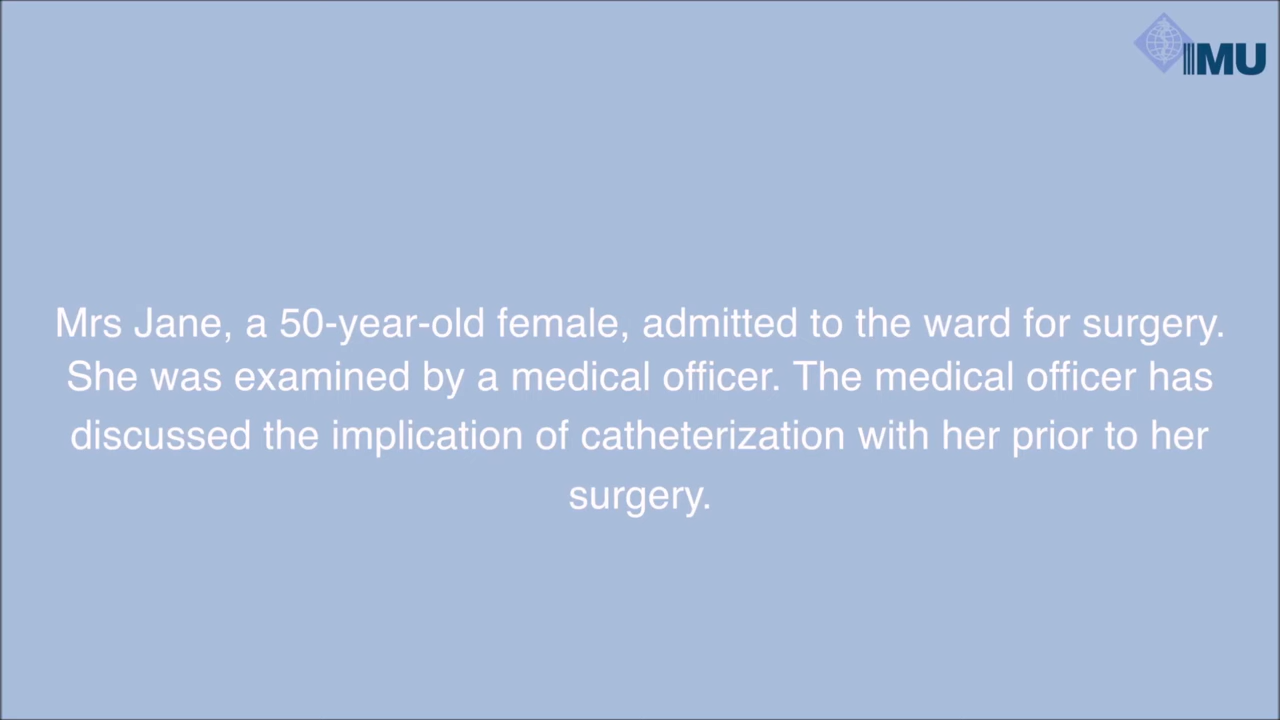 IMU
Mrs Jane, a 50-year-old female, admitted to the ward for surgery.
She was examined by a medical officer. The medical officer has
discussed the implication of catheterization with her prior to her
surgery.